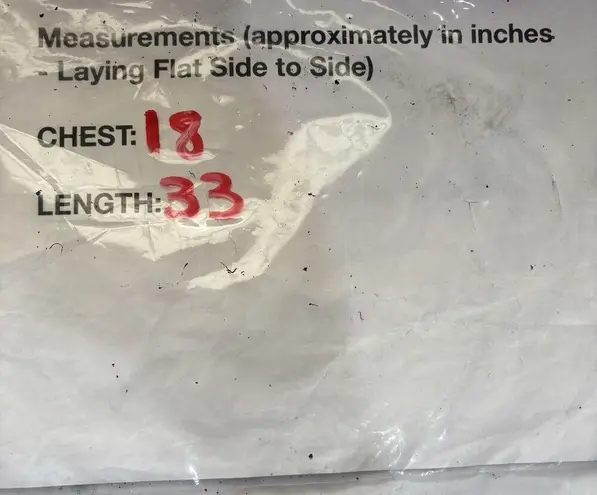 Measurements (approximately in inches
- Laying Flat Side to Side)
CHEST: 18
LENGTH: 33